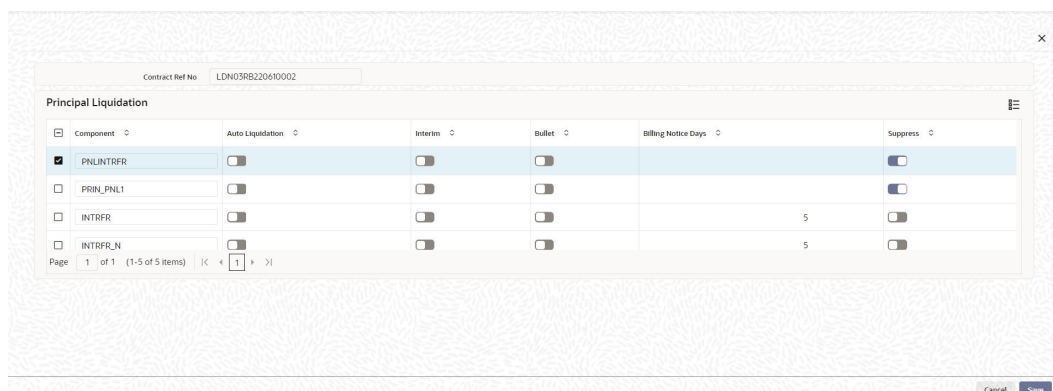 Contract Ref No LDN03RB220610002
Principal Liquidation
Component Auto Liquidation Interim Bullet Billing Notice Days Suppress
PNLINTRFR
PRIN_PNL1
INTRFR 5
INTRFR_N 5
Page 1 of 1 (1-5 of 5 items) 1
Cancel Save